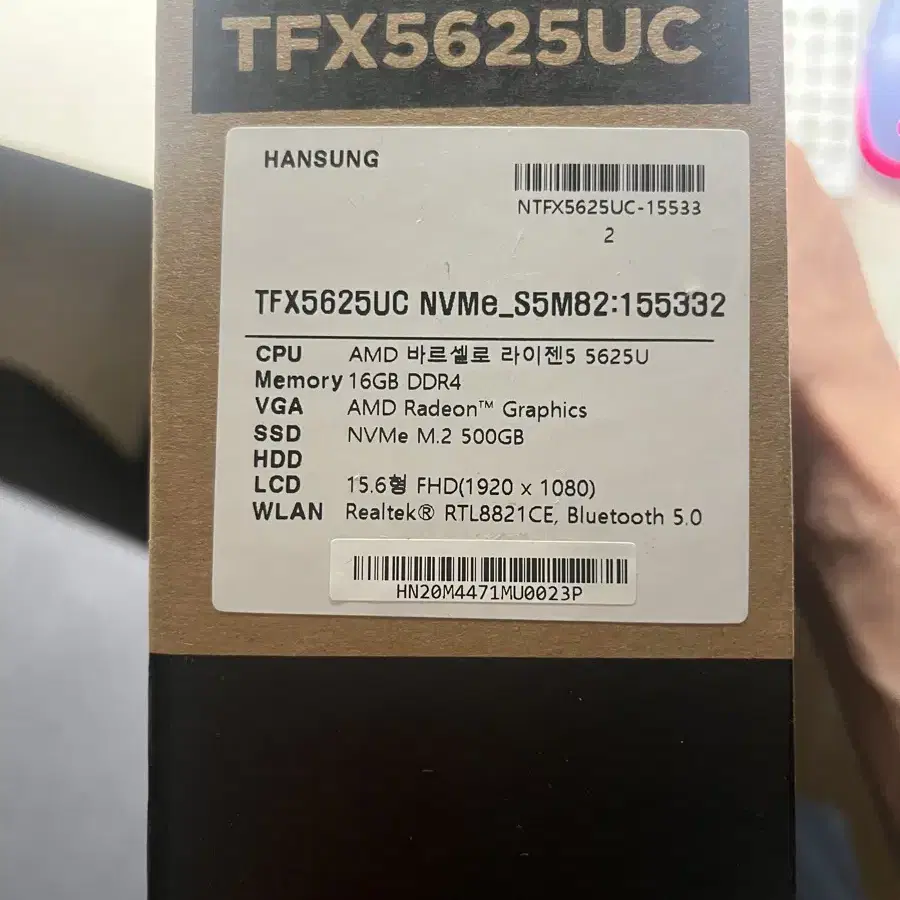 TFX5625UC
HANSUNG
NTFX5625UC-15533
2
TFX5625UC NVMe_S5M82:155332
CPU AMD 바르셀로 라이젠5 5625U
Memory 16GB DDR4
VGA AMD Radeon™ Graphics
SSD NVMe M.2 500GB
HDD
LCD 15.6형 FHD(1920 x 1080)
WLAN Realtek® RTL8821CE, Bluetooth 5.0
HN20M4471MU0023P